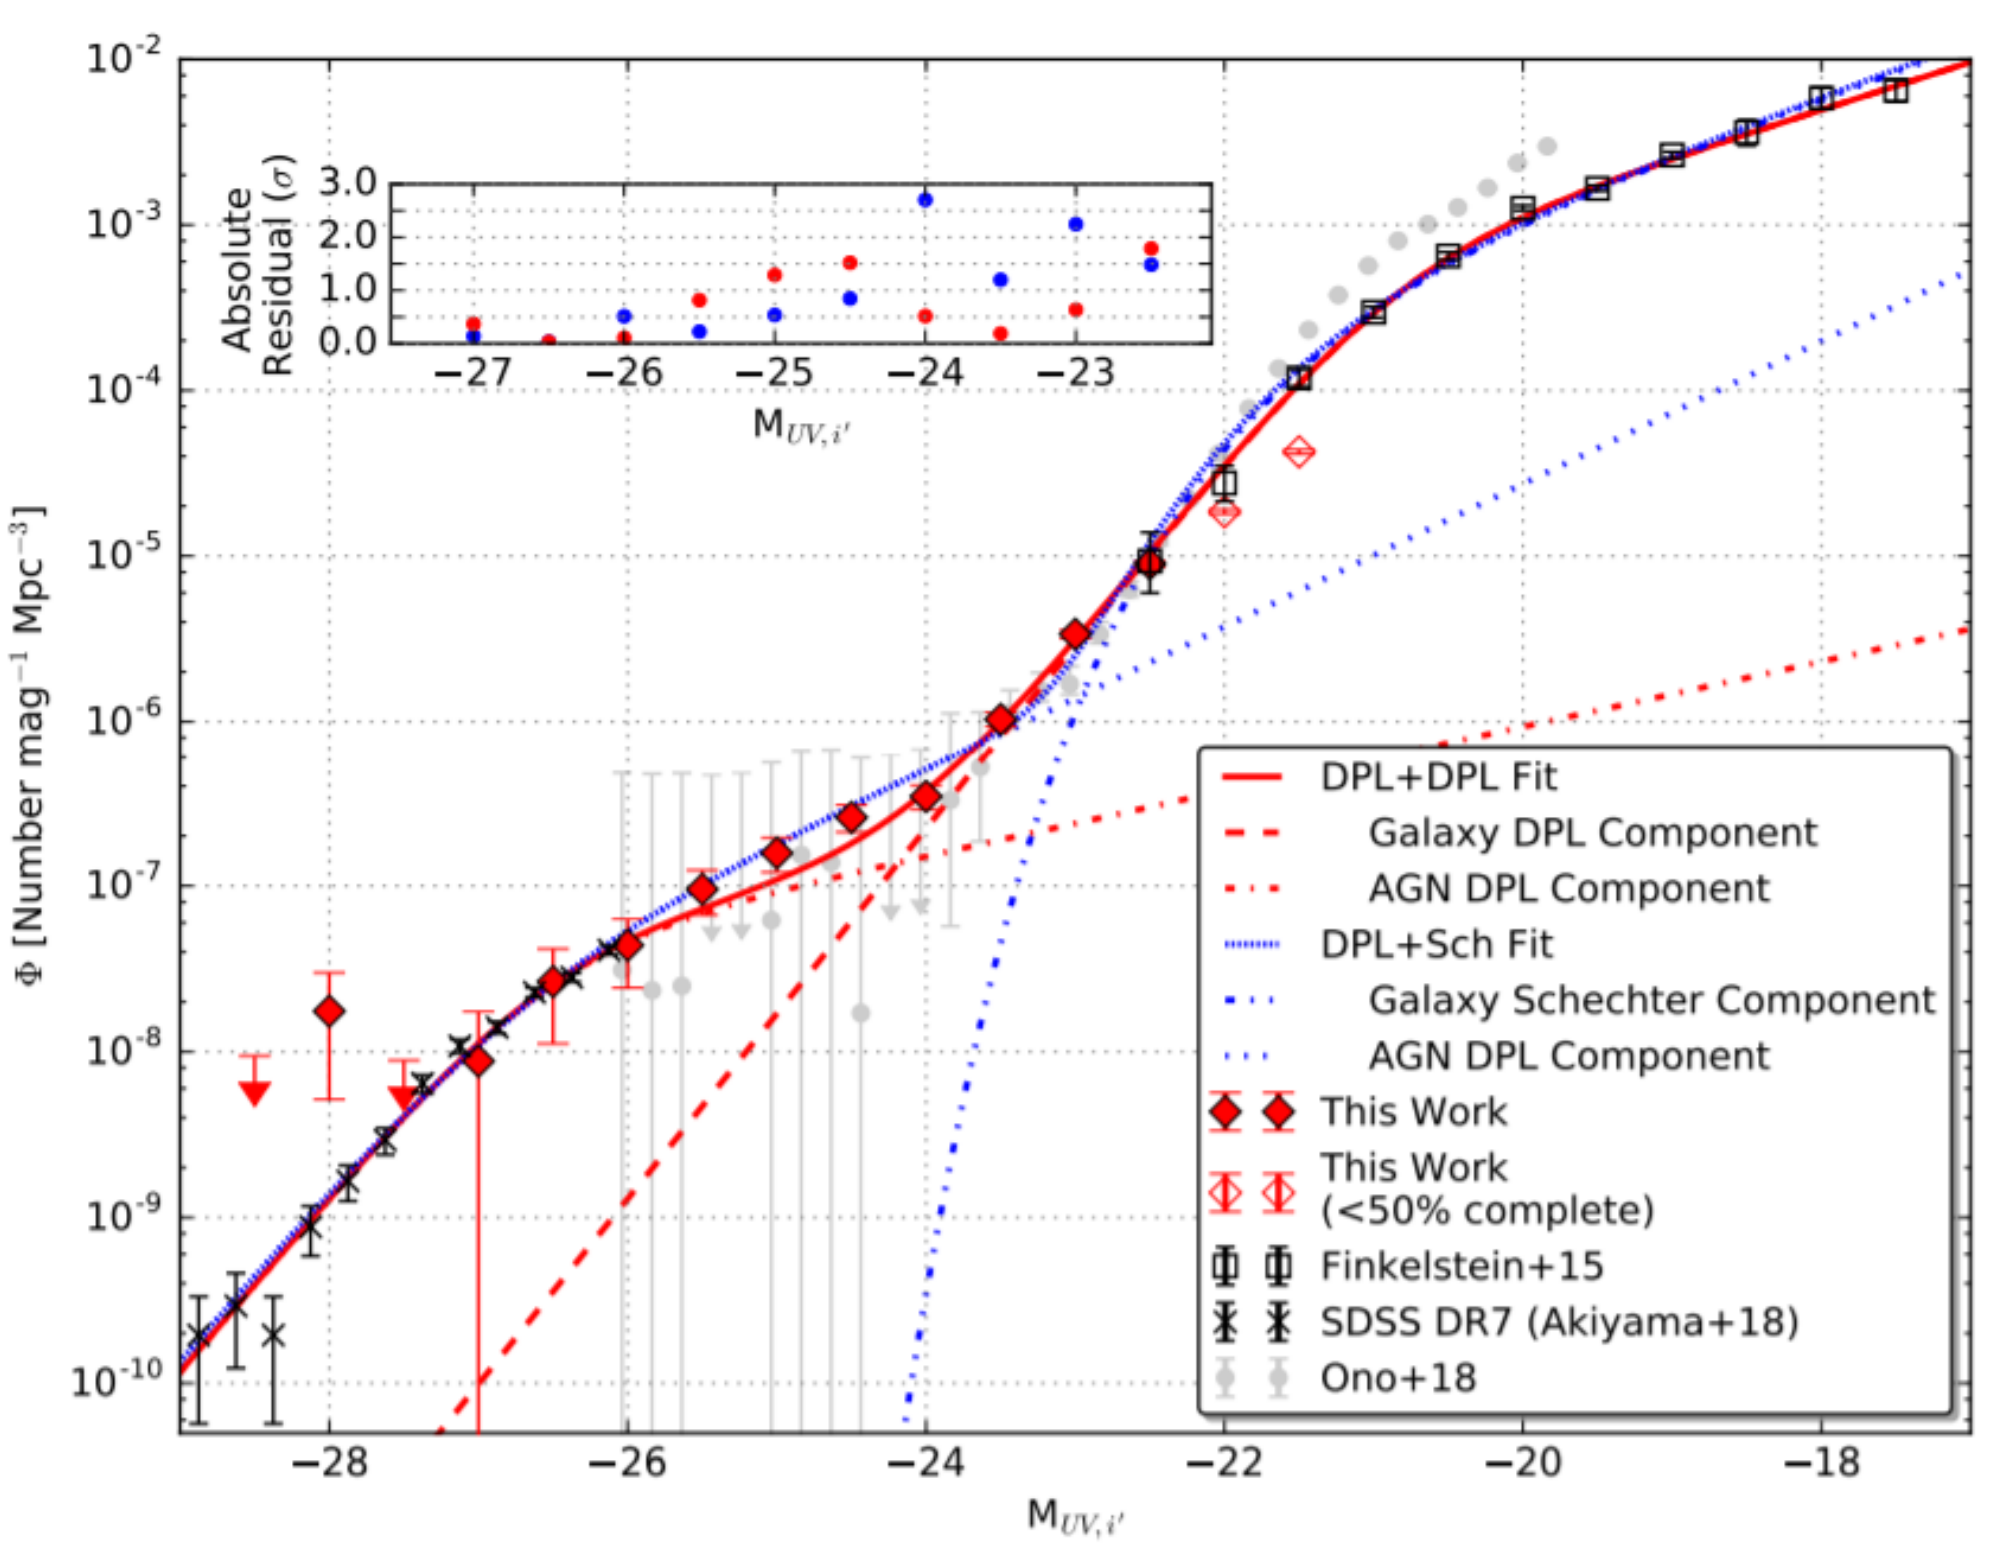 10⁻²
10⁻³
10⁻⁴
10⁻⁵
10⁻⁶
10⁻⁷
10⁻⁸
10⁻⁹
10⁻¹⁰
Φ [Number mag⁻¹ Mpc⁻³]
Absolute
Residual (σ)
3.0
2.0
1.0
0.0
−27 −26 −25 −24 −23
M_UV,i′
DPL+DPL Fit
Galaxy DPL Component
AGN DPL Component
DPL+Sch Fit
Galaxy Schechter Component
AGN DPL Component
This Work
This Work
(<50% complete)
Finkelstein+15
SDSS DR7 (Akiyama+18)
Ono+18
−28 −26 −24 −22 −20 −18
M_UV,i′